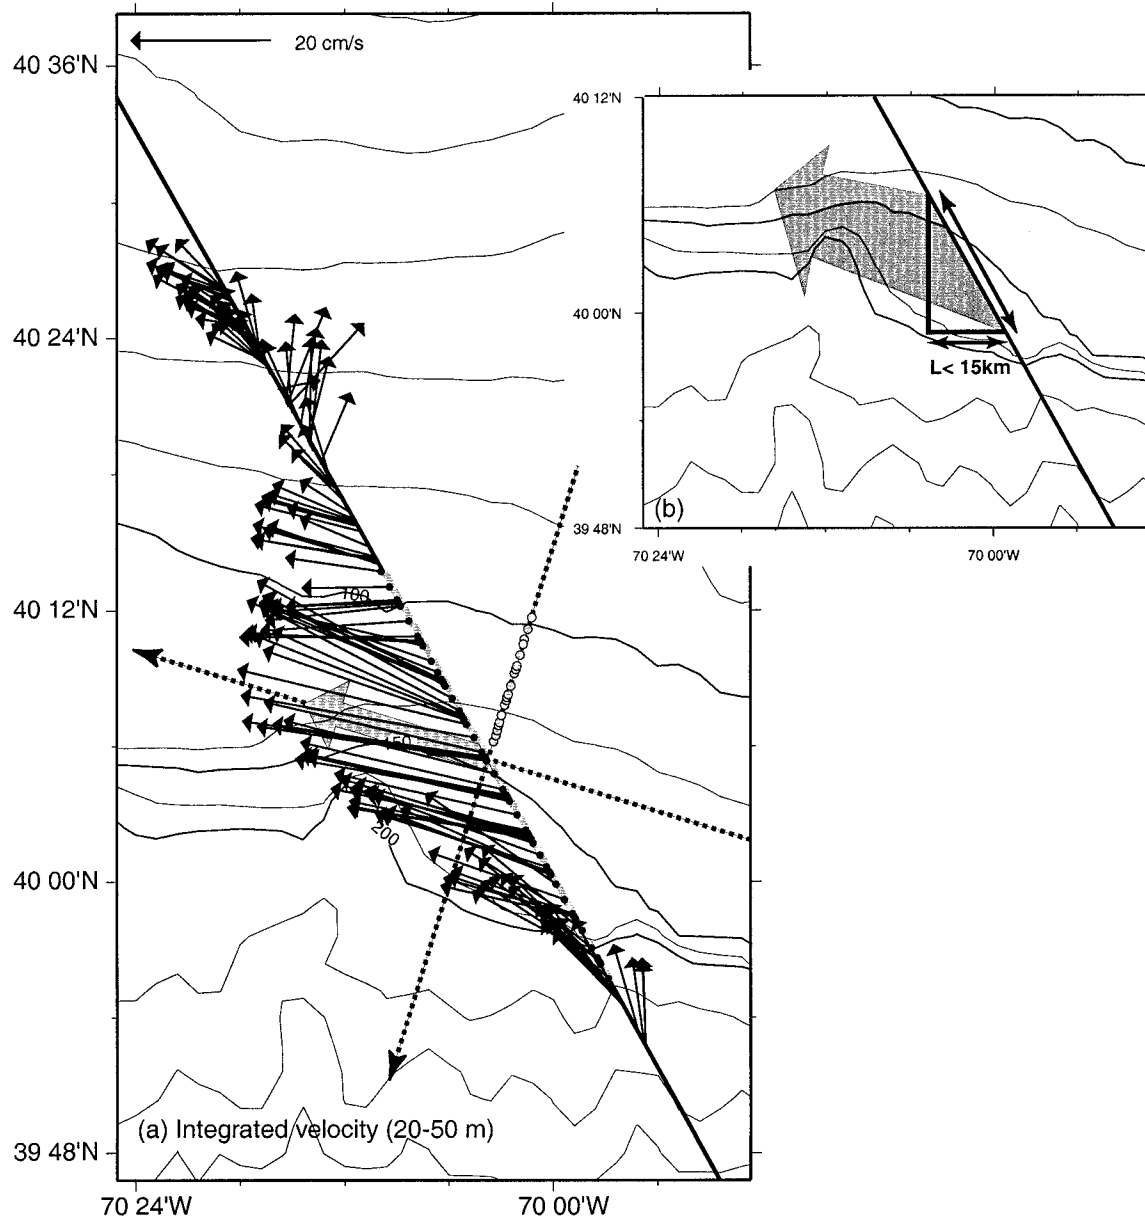 20 cm/s
40 36'N
40 24'N
40 12'N
40 00'N
39 48'N
100
150
200
(a) Integrated velocity (20-50 m)
70 24'W
70 00'W
40 12'N
40 00'N
39 48'N
L< 15km
(b)
70 24'W
70 00'W